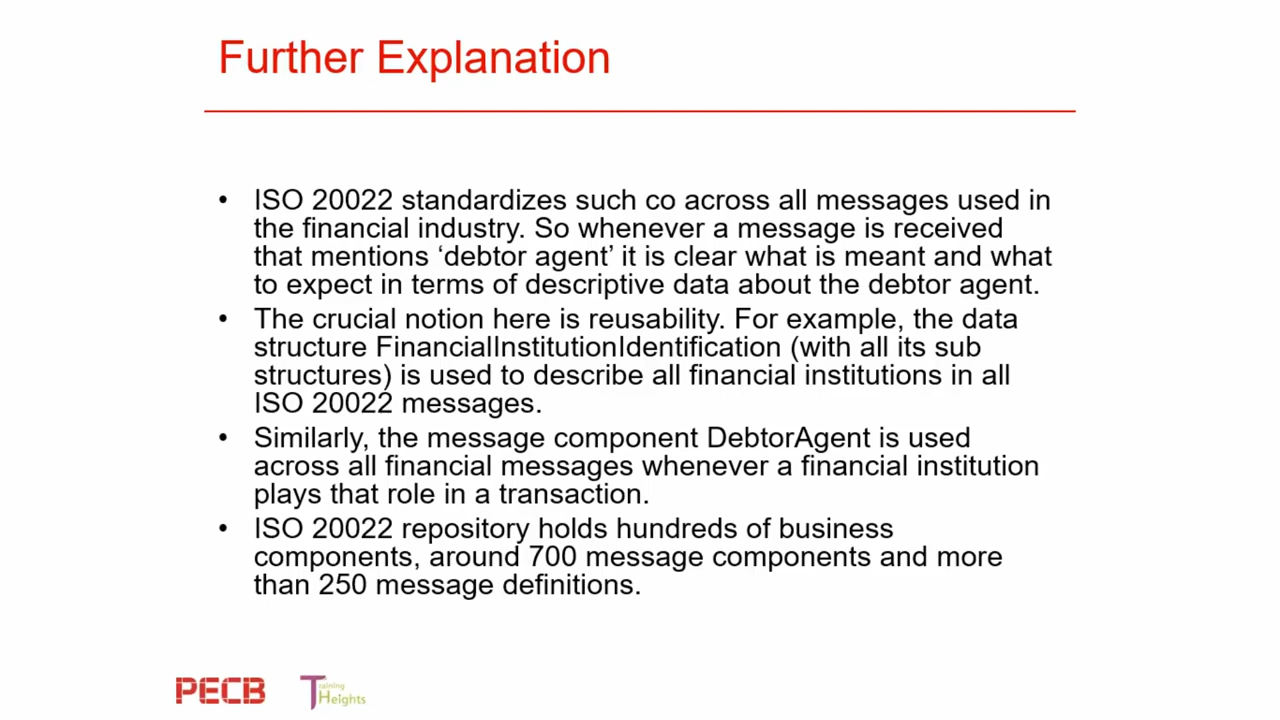 Further Explanation
• ISO 20022 standardizes such co across all messages used in
the financial industry. So whenever a message is received
that mentions ‘debtor agent’ it is clear what is meant and what
to expect in terms of descriptive data about the debtor agent.
• The crucial notion here is reusability. For example, the data
structure FinancialInstitutionIdentification (with all its sub
structures) is used to describe all financial institutions in all
ISO 20022 messages.
• Similarly, the message component DebtorAgent is used
across all financial messages whenever a financial institution
plays that role in a transaction.
• ISO 20022 repository holds hundreds of business
components, around 700 message components and more
than 250 message definitions.
PECB
Training
Heights